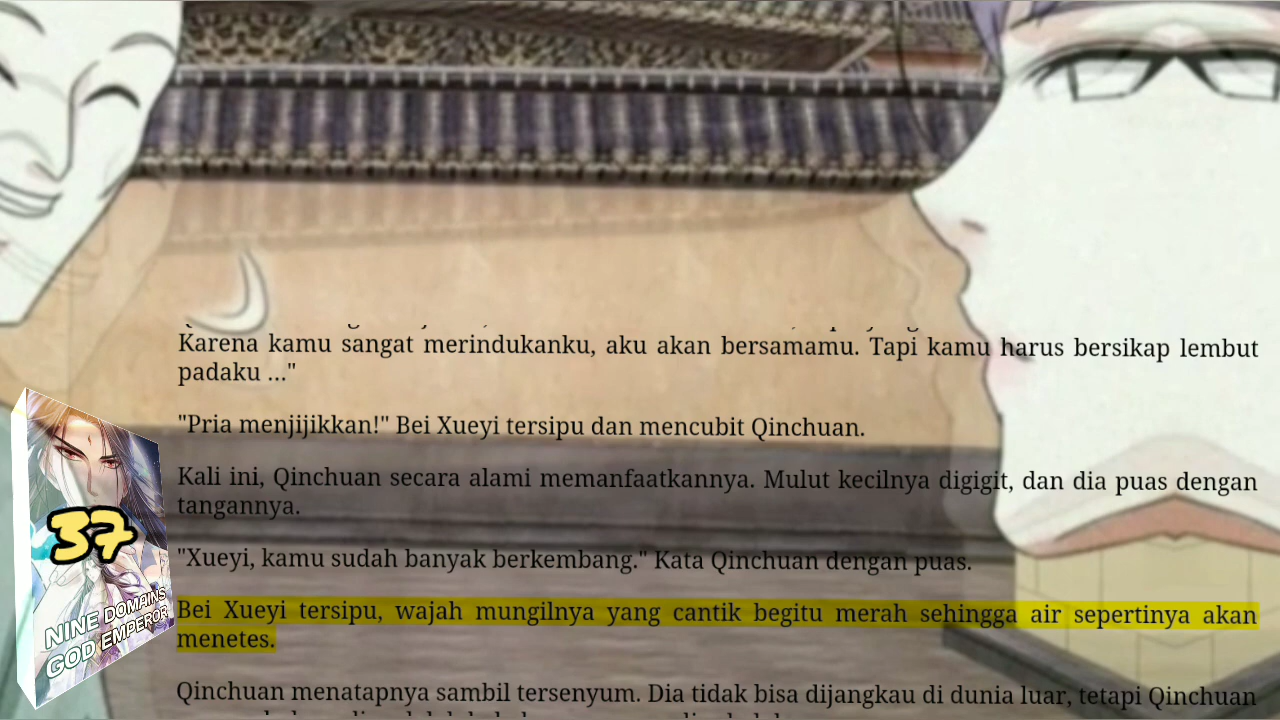 Karena kamu sangat merindukanku, aku akan bersamamu. Tapi kamu harus bersikap lembut
padaku ..."
"Pria menjijikkan!" Bei Xueyi tersipu dan mencubit Qinchuan.
Kali ini, Qinchuan secara alami memanfaatkannya. Mulut kecilnya digigit, dan dia puas dengan
tangannya.
"Xueyi, kamu sudah banyak berkembang." Kata Qinchuan dengan puas.
Bei Xueyi tersipu, wajah mungilnya yang cantik begitu merah sehingga air sepertinya akan
menetes.
Qinchuan menatapnya sambil tersenyum. Dia tidak bisa dijangkau di dunia luar, tetapi Qinchuan
37
NINE DOMAINS
GOD EMPEROR